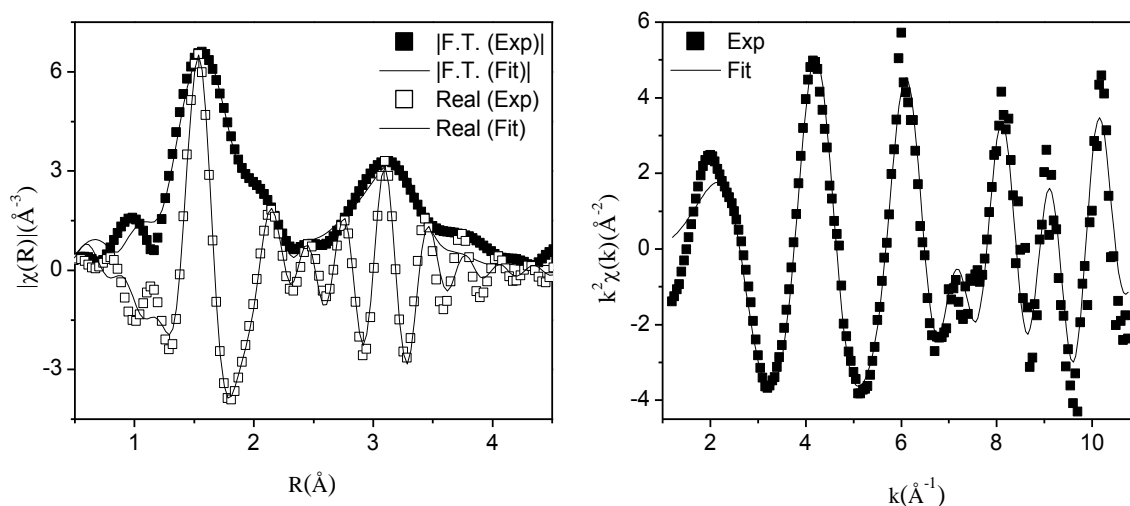 |F.T. (Exp)|
|F.T. (Fit)|
Real (Exp)
Real (Fit)
6
3
0
-3
|χ(R)|(Å⁻³)
1 2 3 4
R(Å)
Exp
Fit
6
4
2
0
-2
-4
k²χ(k)(Å⁻²)
2 4 6 8 10
k(Å⁻¹)